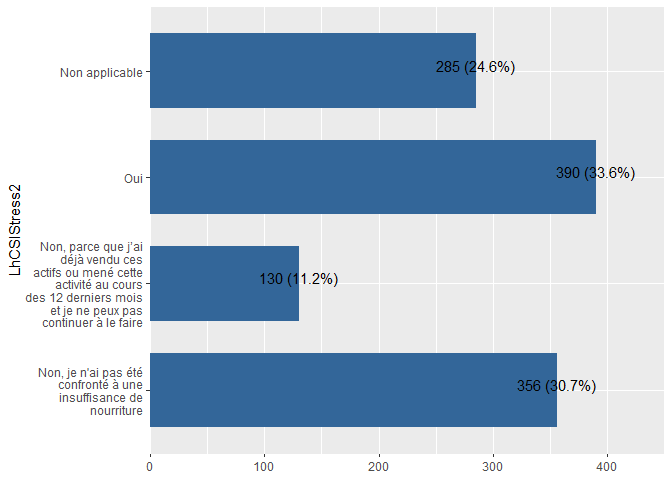 LhCSIStress2
Non applicable
285 (24.6%)
Oui
390 (33.6%)
Non, parce que j'ai
déjà vendu ces
actifs ou mené cette
activité au cours
des 12 derniers mois
et je ne peux pas
continuer à le faire
130 (11.2%)
Non, je n'ai pas été
confronté à une
insuffisance de
nourriture
356 (30.7%)
0 100 200 300 400